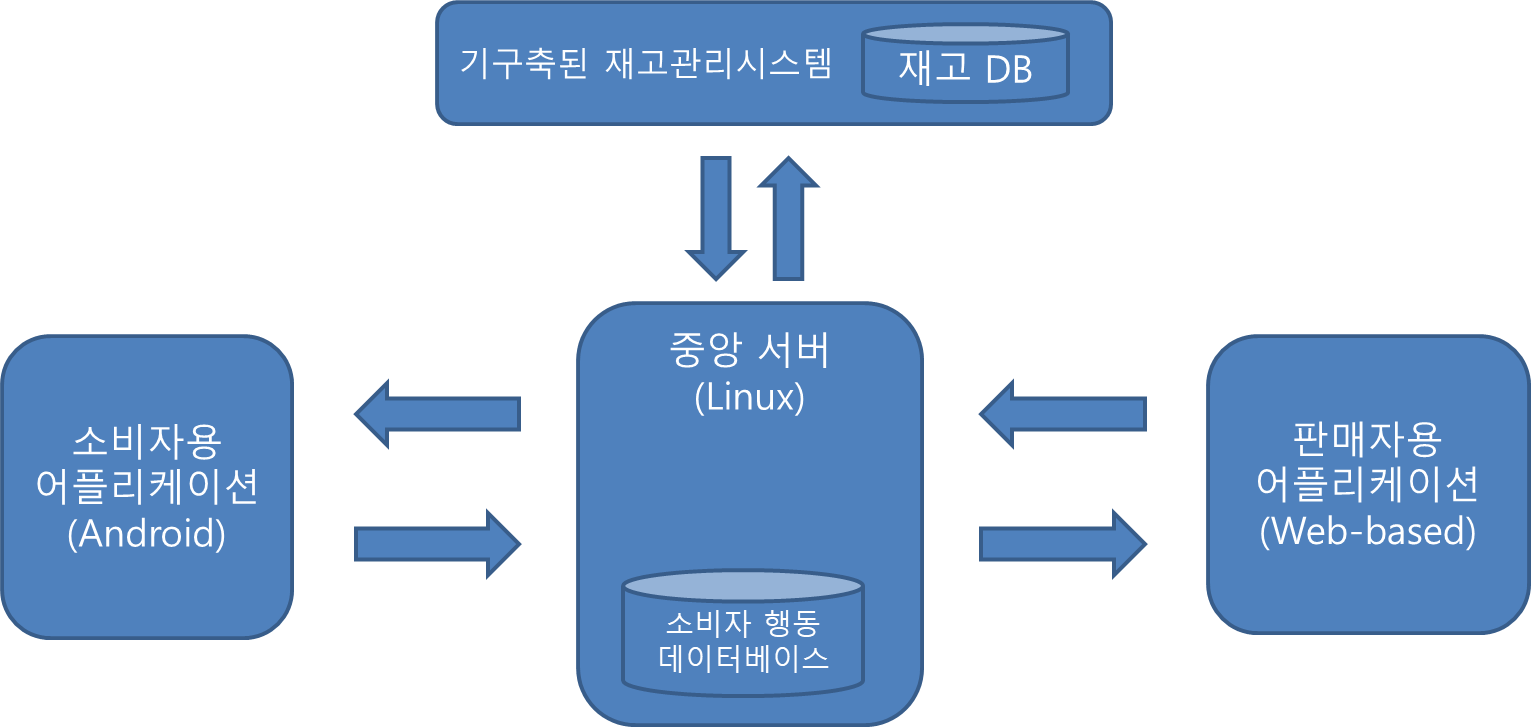 기구축된 재고관리시스템
재고 DB
중앙 서버
(Linux)
소비자용
어플리케이션
(Android)
판매자용
어플리케이션
(Web-based)
소비자 행동
데이터베이스